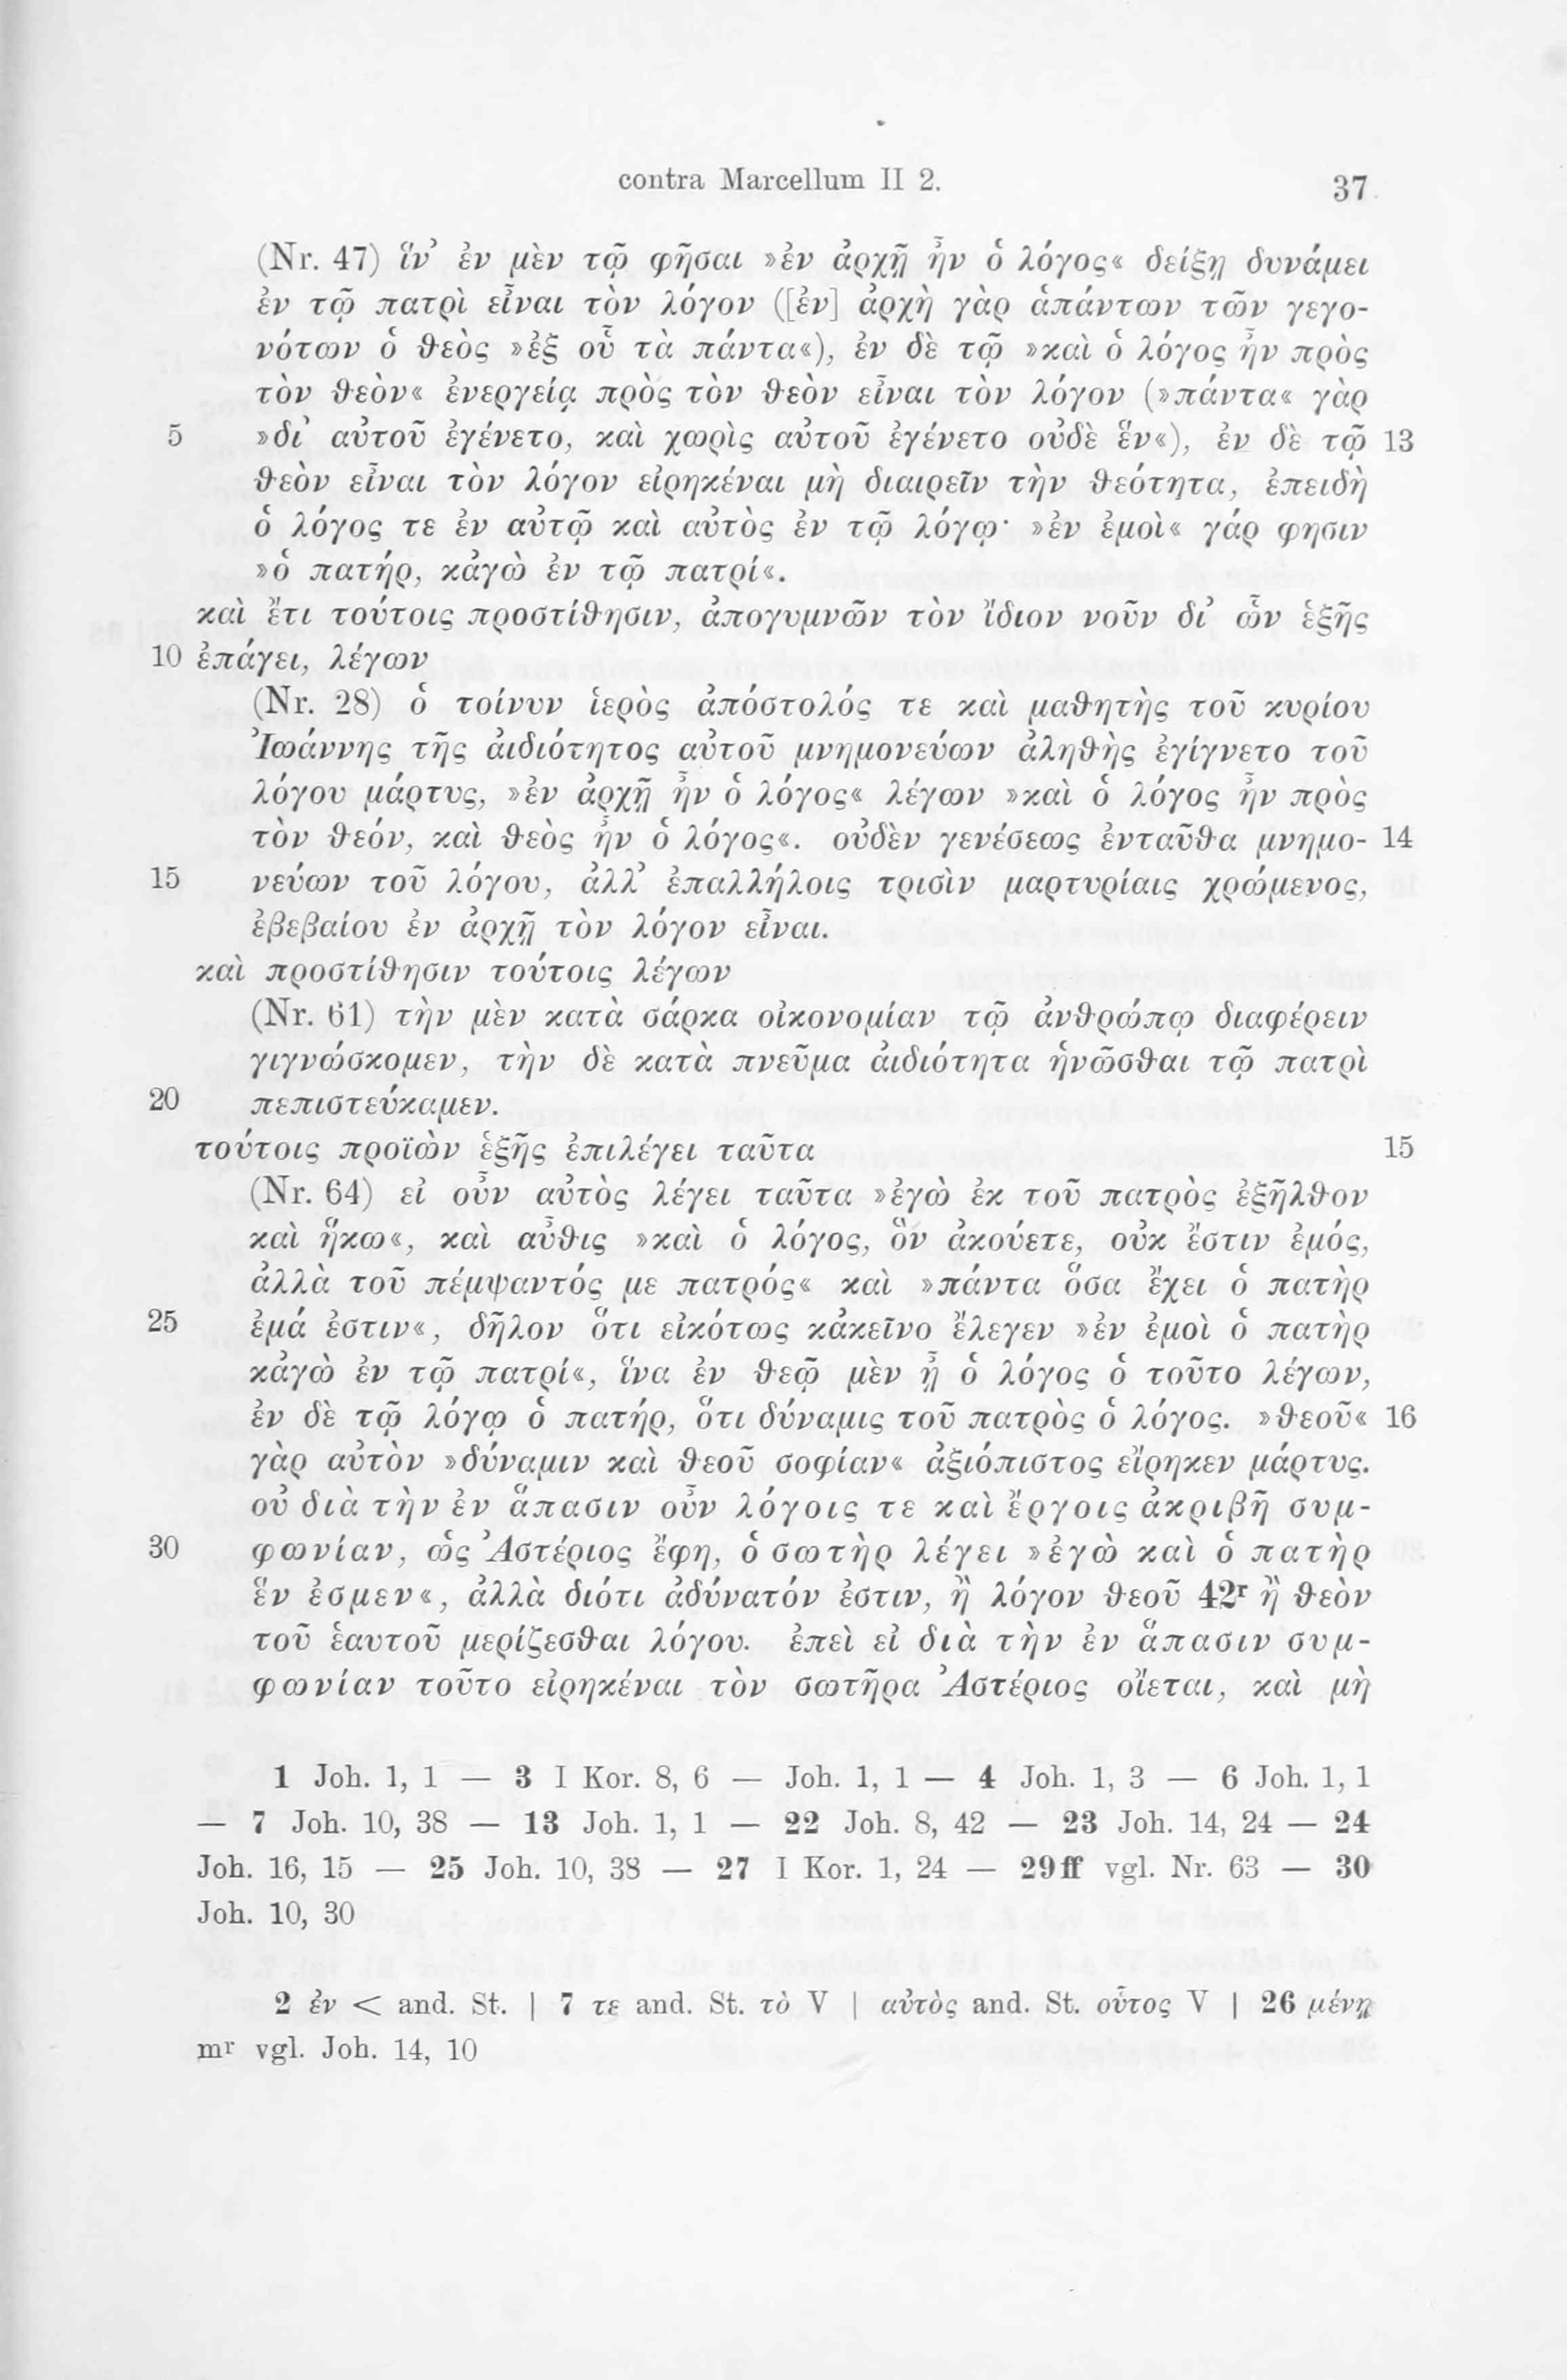 contra Marcellum II 2. 37
(Nr. 47) ἵν’ ἐν μὲν τῷ φῆσαι »ἐν ἀρχῇ ἦν ὁ λόγος« δείξῃ δυνάμει
ἐν τῷ πατρὶ εἶναι τὸν λόγον ([ἐν] ἀρχὴ γὰρ ἁπάντων τῶν γεγο-
νότων ὁ θεὸς »ἐξ οὗ τὰ πάντα«), ἐν δὲ τῷ »καὶ ὁ λόγος ἦν πρὸς
τὸν θεὸν« ἐνεργείᾳ πρὸς τὸν θεὸν εἶναι τὸν λόγον (»πάντα« γὰρ
5 »δι’ αὐτοῦ ἐγένετο, καὶ χωρὶς αὐτοῦ ἐγένετο οὐδὲ ἕν«), ἐν δὲ τῷ 13
θεὸν εἶναι τὸν λόγον εἰρηκέναι μὴ διαιρεῖν τὴν θεότητα, ἐπειδὴ
ὁ λόγος τε ἐν αὐτῷ καὶ αὐτὸς ἐν τῷ λόγῳ· »ἐν ἐμοὶ« γάρ φησιν
»ὁ πατήρ, κἀγὼ ἐν τῷ πατρί«.
καὶ ἔτι τούτοις προστίθησιν, ἀπογυμνῶν τὸν ἴδιον νοῦν δι’ ὧν ἑξῆς
10 ἐπάγει, λέγων
(Nr. 28) ὁ τοίνυν ἱερὸς ἀπόστολός τε καὶ μαθητὴς τοῦ κυρίου
Ἰωάννης τῆς ἀιδιότητος αὐτοῦ μνημονεύων ἀληθὴς ἐγίγνετο τοῦ
λόγου μάρτυς, »ἐν ἀρχῇ ἦν ὁ λόγος« λέγων »καὶ ὁ λόγος ἦν πρὸς
τὸν θεόν, καὶ θεὸς ἦν ὁ λόγος«. οὐδὲν γενέσεως ἐνταῦθα μνημο- 14
15 νεύων τοῦ λόγου, ἀλλ’ ἐπαλλήλοις τρισὶν μαρτυρίαις χρώμενος,
ἐβεβαίου ἐν ἀρχῇ τὸν λόγον εἶναι.
καὶ προστίθησιν τούτοις λέγων
(Nr. 61) τὴν μὲν κατὰ σάρκα οἰκονομίαν τῷ ἀνθρώπῳ διαφέρειν
γιγνώσκομεν, τὴν δὲ κατὰ πνεῦμα ἀιδιότητα ἡνῶσθαι τῷ πατρὶ
20 πεπιστεύκαμεν.
τούτοις προϊὼν ἑξῆς ἐπιλέγει ταῦτα 15
(Nr. 64) εἰ οὖν αὐτὸς λέγει ταῦτα »ἐγὼ ἐκ τοῦ πατρὸς ἐξῆλθον
καὶ ἥκω«, καὶ αὖθις »καὶ ὁ λόγος, ὃν ἀκούετε, οὐκ ἔστιν ἐμός,
ἀλλὰ τοῦ πέμψαντός με πατρός« καὶ »πάντα ὅσα ἔχει ὁ πατὴρ
25 ἐμά ἐστιν«, δῆλον ὅτι εἰκότως κἀκεῖνο ἔλεγεν »ἐν ἐμοὶ ὁ πατὴρ
κἀγὼ ἐν τῷ πατρί«, ἵνα ἐν θεῷ μὲν ᾖ ὁ λόγος ὁ τοῦτο λέγων,
ἐν δὲ τῷ λόγῳ ὁ πατήρ, ὅτι δύναμις τοῦ πατρὸς ὁ λόγος. »θεοῦ« 16
γὰρ αὐτὸν »δύναμιν καὶ θεοῦ σοφίαν« ἀξιόπιστος εἴρηκεν μάρτυς.
οὐ διὰ τὴν ἐν ἅπασιν οὖν λόγοις τε καὶ ἔργοις ἀκριβῆ συμ-
30 φωνίαν, ὡς Ἀστέριος ἔφη, ὁ σωτὴρ λέγει »ἐγὼ καὶ ὁ πατὴρ
ἕν ἐσμεν«, ἀλλὰ διότι ἀδύνατόν ἐστιν, ἢ λόγον θεοῦ 42r ἢ θεὸν
τοῦ ἑαυτοῦ μερίζεσθαι λόγου. ἐπεὶ εἰ διὰ τὴν ἐν ἅπασιν συμ-
φωνίαν τοῦτο εἰρηκέναι τὸν σωτῆρα Ἀστέριος οἴεται, καὶ μὴ
1 Joh. 1, 1 — 3 I Kor. 8, 6 — Joh. 1, 1 — 4 Joh. 1, 3 — 6 Joh. 1, 1
— 7 Joh. 10, 38 — 13 Joh. 1, 1 — 22 Joh. 8, 42 — 23 Joh. 14, 24 — 24
Joh. 16, 15 — 25 Joh. 10, 38 — 27 I Kor. 1, 24 — 29ff vgl. Nr. 63 — 30
Joh. 10, 30
2 ἐν < and. St. | 7 τε and. St. τὸ V | αὐτὸς and. St. οὗτος V | 26 μένῃ
mr vgl. Joh. 14, 10